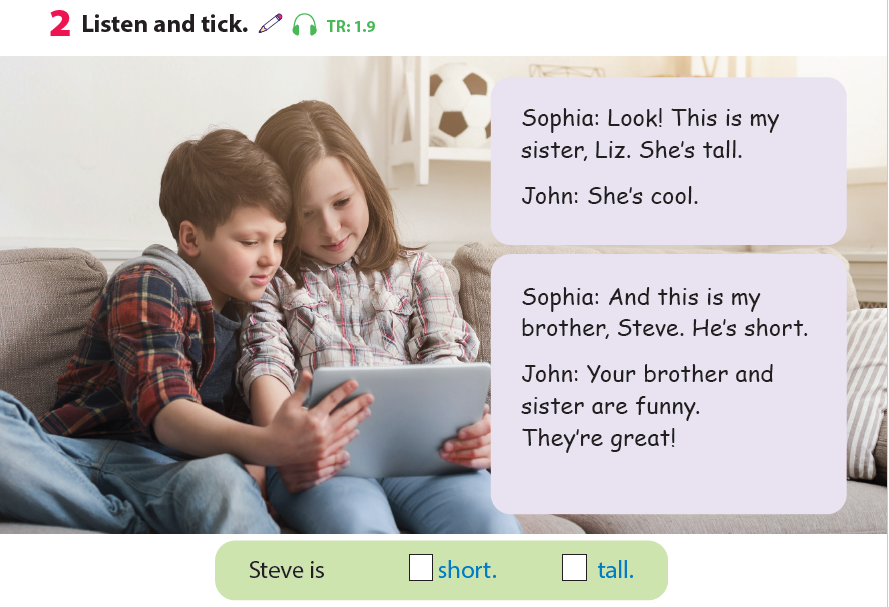 2 Listen and tick. TR: 1.9
Sophia: Look! This is my
sister, Liz. She's tall.
John: She's cool.
Sophia: And this is my
brother, Steve. He's short.
John: Your brother and
sister are funny.
They're great!
Steve is short. tall.